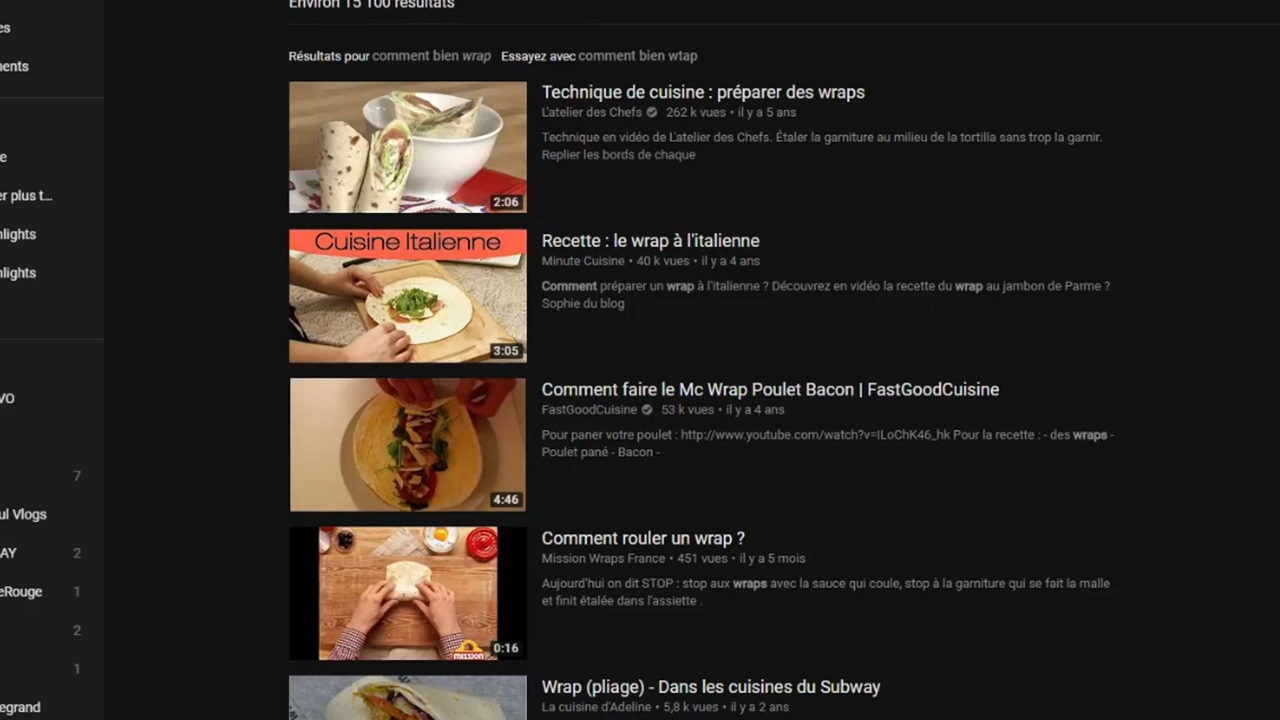 Environ 15 100 résultats
es
ments
e
er plus t...
hlights
hlights
VO
7
ul Vlogs
AY 2
eRouge 1
2
1
egrand
Résultats pour comment bien wrap Essayez avec comment bien wtap
2:06
Technique de cuisine : préparer des wraps
L'atelier des Chefs 262 k vues • il y a 5 ans
Technique en vidéo de L'atelier des Chefs. Étaler la garniture au milieu de la tortilla sans trop la garnir.
Replier les bords de chaque
Cuisine Italienne
3:05
Recette : le wrap à l'italienne
Minute Cuisine • 40 k vues • il y a 4 ans
Comment préparer un wrap à l'italienne ? Découvrez en vidéo la recette du wrap au jambon de Parme ?
Sophie du blog
4:46
Comment faire le Mc Wrap Poulet Bacon | FastGoodCuisine
FastGoodCuisine 53 k vues • il y a 4 ans
Pour paner votre poulet : http://www.youtube.com/watch?v=ILoChK46_hk Pour la recette : - des wraps -
Poulet pané - Bacon -
MISSION
0:16
Comment rouler un wrap ?
Mission Wraps France • 451 vues • il y a 5 mois
Aujourd'hui on dit STOP : stop aux wraps avec la sauce qui coule, stop à la garniture qui se fait la malle
et finit étalée dans l'assiette .
Wrap (pliage) - Dans les cuisines du Subway
La cuisine d'Adeline • 5,8 k vues • il y a 2 ans